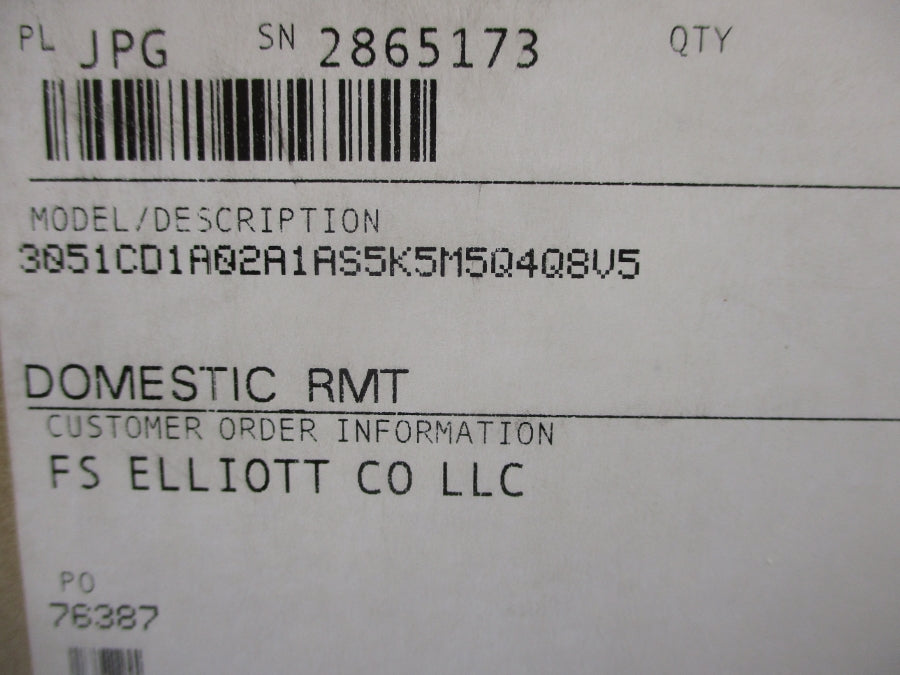 PL JPG SN 2865173 QTY
MODEL/DESCRIPTION
3051CD1A02A1AS5K5M5Q4Q8V5
DOMESTIC RMT
CUSTOMER ORDER INFORMATION
FS ELLIOTT CO LLC
PO
76387